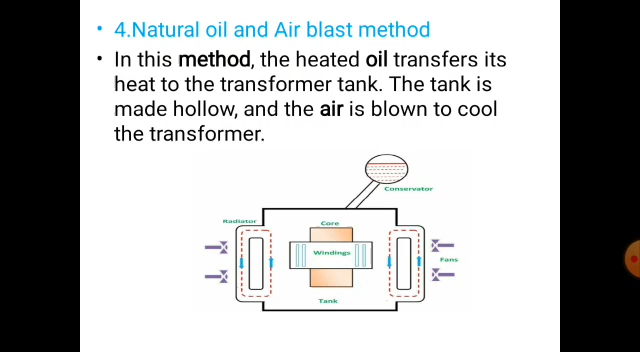 • 4.Natural oil and Air blast method
• In this method, the heated oil transfers its
heat to the transformer tank. The tank is
made hollow, and the air is blown to cool
the transformer.
Conservator
Radiator
Core
Windings
Fans
Tank